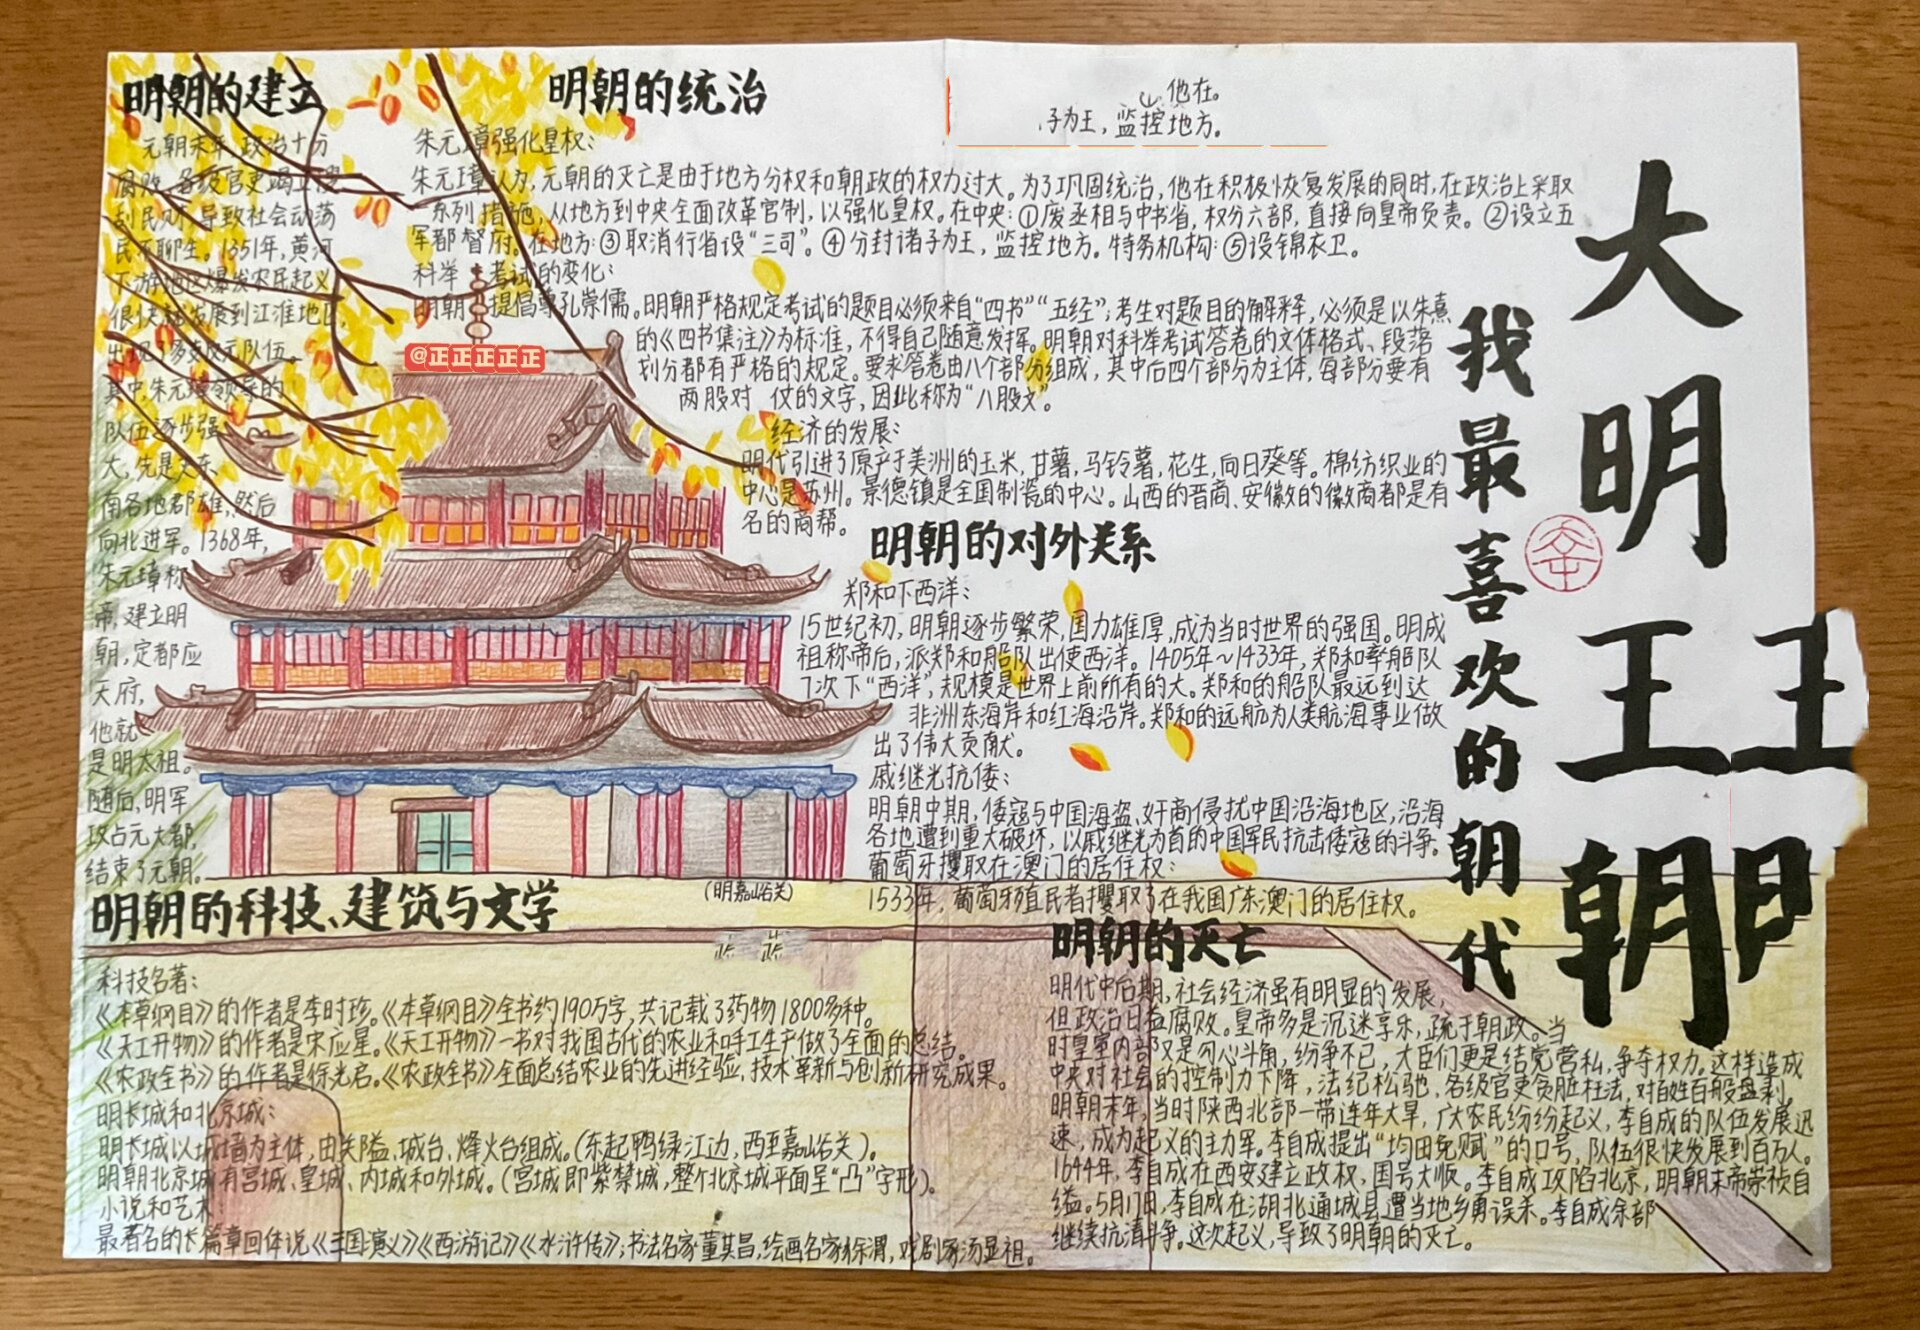 大明王朝
我最喜欢的朝代
明朝的建立
元朝末年,政治十分
腐败,各级官吏竭力搜
刮民财,导致社会动荡
民不聊生。1351年,黄河
下游地区爆发农民起义,
很快就发展到江淮地区,
出现了多支反元队伍。
其中,朱元璋领导的
队伍逐步强
大,先是
南各地郡雄,然后
向北进军。1368年,
朱元璋称
帝,建立明
朝,定都应
天府,
他就
是明太祖。
随后,明军
攻占元大都,
结束了元朝。
明朝的统治
他在。
子为王,监控地方。
朱元璋强化皇权:
朱元璋认为,元朝的灭亡是由于地方分权和朝政的权力过大。为了巩固统治,他在积极恢复发展的同时,在政治上采取
系列措施,从地方到中央全面改革官制,以强化皇权。在中央:①废丞相与中书省,权分六部,直接向皇帝负责。②设立五
军都督府。在地方:③取消行省设“三司”。④分封诸子为王,监控地方。特务机构:⑤设锦衣卫。
科举 考试的变化:
明朝 提倡尊孔崇儒。明朝严格规定考试的题目必须来自“四书”“五经”;考生对题目的解释,必须是以朱熹
的《四书集注》为标准,不得自己随意发挥。明朝对科举考试答卷的文体格式、段落
划分都有严格的规定。要求答卷由八个部分组成,其中后四个部分为主体,每部分要有
两股对 仗的文字,因此称为“八股文”。
经济的发展:
明代引进了原产于美洲的玉米,甘薯,马铃薯,花生,向日葵等。棉纺织业的
中心是苏州。景德镇是全国制瓷的中心。山西的晋商、安徽的徽商都是有
名的商帮。
@正正正正正
明朝的对外关系
郑和下西洋:
15世纪初,明朝逐步繁荣,国力雄厚,成为当时世界的强国。明成
祖称帝后,派郑和船队出使西洋。1405年~1433年,郑和率船队
7次下“西洋”,规模是世界上前所有的大。郑和的船队最远到达
非洲东海岸和红海沿岸。郑和的远航为人类航海事业做
出了伟大贡献。
戚继光抗倭:
明朝中期,倭寇与中国海盗,奸商侵扰中国沿海地区,沿海
各地遭到重大破坏,以戚继光为首的中国军民抗击倭寇的斗争。
葡萄牙攫取在澳门的居住权:
1533年,葡萄牙殖民者攫取了在我国广东澳门的居住权。
(明嘉峪关)
明朝的科技、建筑与文学
科技名著:
《本草纲目》的作者是李时珍。《本草纲目》全书约190万字,共记载了药物1800多种。
《天工开物》的作者是宋应星。《天工开物》一书对我国古代的农业和手工生产做了全面的总结。
《农政全书》的作者是徐光启。《农政全书》全面总结农业的先进经验,技术革新与创新研究成果。
明长城和北京城:
明长城以城墙为主体,由关隘,城台,烽火台组成。(东起鸭绿江边,西至嘉峪关)。
明朝北京城有宫城、皇城、内城和外城。(宫城即紫禁城,整个北京城平面呈“凸”字形)。
小说和艺术:
最著名的长篇章回体说《三国演义》《西游记》《水浒传》;书法名家董其昌,绘画名家徐渭,戏剧家汤显祖。
明朝的灭亡
明代中后期,社会经济虽有明显的发展,
但政治日益腐败。皇帝多是沉迷享乐,疏于朝政。当
时皇室内部又是勾心斗角,纷争不已,大臣们更是结党营私,争夺权力。这样造成
中央对社会的控制力下降,法纪松驰,各级官吏贪脏枉法,对百姓百般盘剥。
明朝末年,当时陕西北部一带连年大旱,广大农民纷纷起义,李自成的队伍发展迅
速,成为起义的主力军。李自成提出“均田免赋”的口号,队伍很快发展到百万人。
1644年,李自成在西安建立政权,国号大顺。李自成攻陷北京,明朝末帝崇祯自
缢。5月17日,李自成在湖北通城县遭当地乡勇误杀。李自成余部
继续抗清斗争。这次起义,导致了明朝的灭亡。